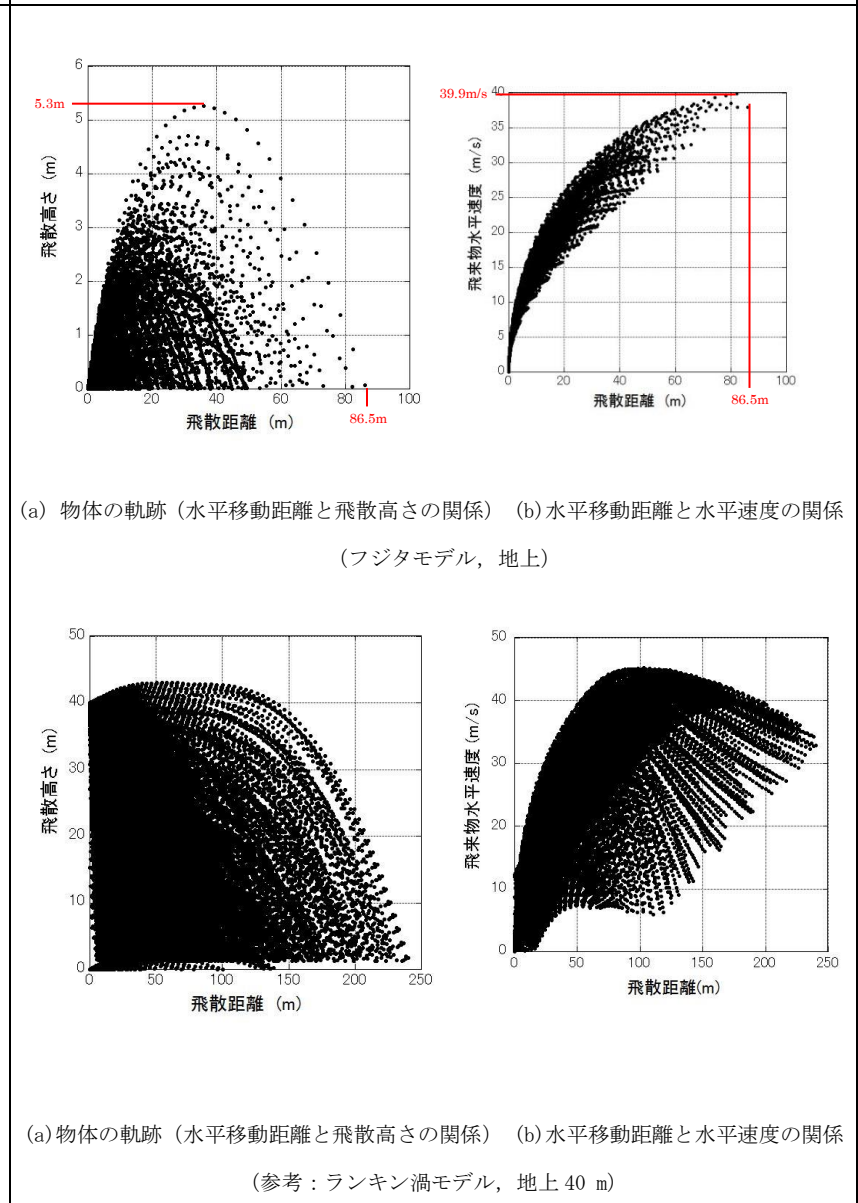 6
5.3m
5
4
3
2
1
0
飛散高さ (m)
0 20 40 60 80 100
86.5m
飛散距離 (m)
39.9m/s
40
35
30
25
20
15
10
5
0
飛来物水平速度 (m/s)
0 20 40 60 80 100
飛散距離 (m)
86.5m
(a) 物体の軌跡（水平移動距離と飛散高さの関係） (b)水平移動距離と水平速度の関係
（フジタモデル，地上）
50
40
30
20
10
0
飛散高さ (m)
0 50 100 150 200 250
飛散距離 (m)
50
40
30
20
10
0
飛来物水平速度(m/s)
0 50 100 150 200 250
飛散距離(m)
(a)物体の軌跡（水平移動距離と飛散高さの関係） (b)水平移動距離と水平速度の関係
（参考：ランキン渦モデル，地上 40 m）